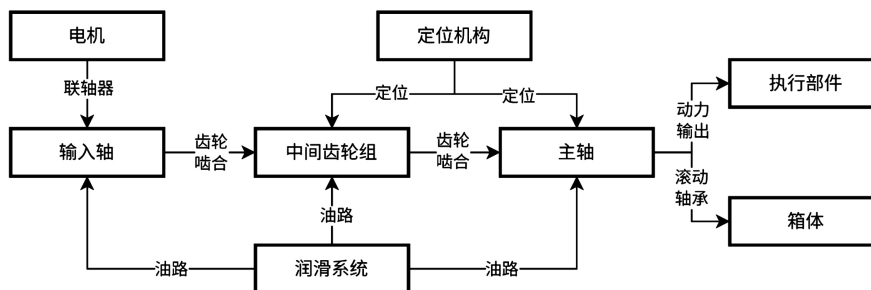 电机
定位机构
联轴器
定位
定位
执行部件
动力
输出
输入轴
齿轮
啮合
中间齿轮组
齿轮
啮合
主轴
滚动
轴承
油路
箱体
油路
润滑系统
油路